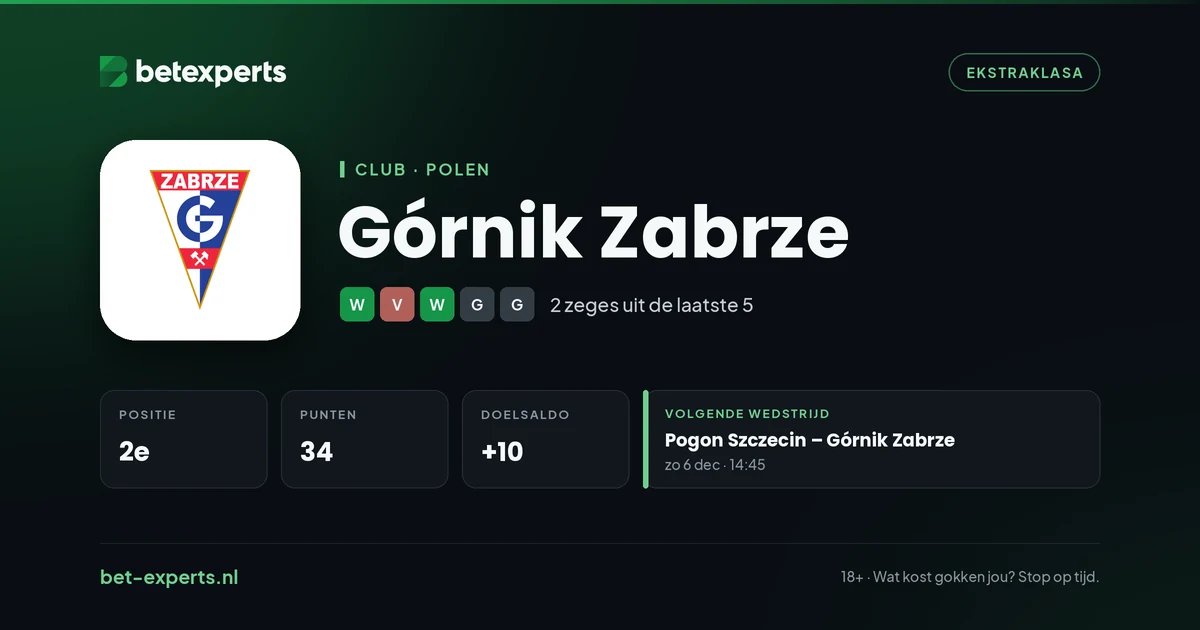 betexperts
EKSTRAKLASA
ZABRZE
G
CLUB · POLEN
Górnik Zabrze
W V W G G 2 zeges uit de laatste 5
POSITIE
2e
PUNTEN
34
DOELSALDO
+10
VOLGENDE WEDSTRIJD
Pogon Szczecin – Górnik Zabrze
zo 6 dec · 14:45
bet-experts.nl
18+ · Wat kost gokken jou? Stop op tijd.